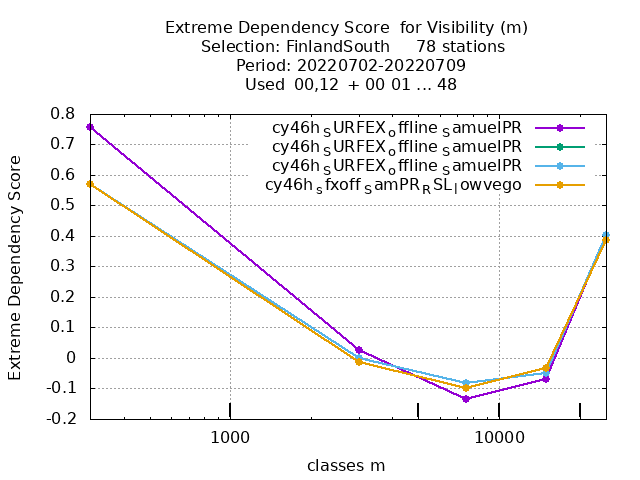 Extreme Dependency Score  for Visibility (m)
Selection: FinlandSouth     78 stations
Period: 20220702-20220709
Used  00,12  + 00 01 ... 48
cy46h_SURFEX_offline_SamuelPR
cy46h_SURFEX_offline_SamuelPR
cy46h_SURFEX_offline_SamuelPR
cy46h_sfxoff_SamPR_RSL_lowvego
Extreme Dependency Score
0.8
0.7
0.6
0.5
0.4
0.3
0.2
0.1
0
-0.1
-0.2
1000
10000
classes m